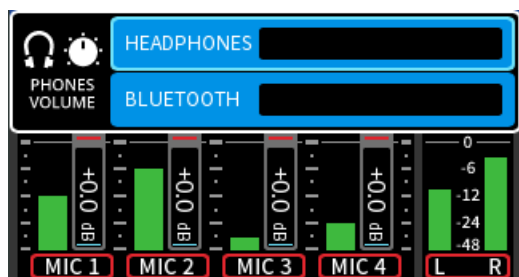 HEADPHONES
PHONES
VOLUME
BLUETOOTH
+0.0 dB
+0.0 dB
+0.0 dB
+0.0 dB
0
-6
-12
-24
-48
MIC 1
MIC 2
MIC 3
MIC 4
L
R